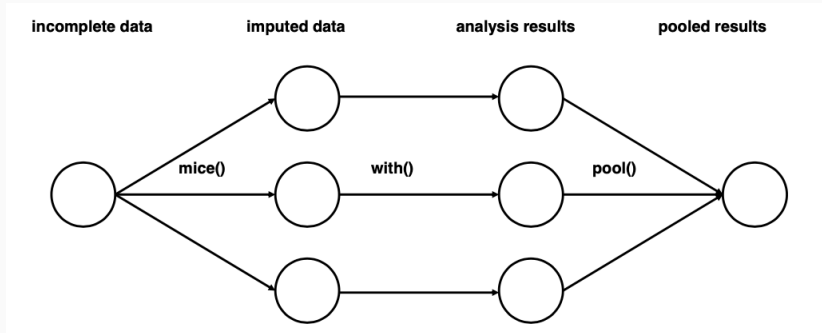 incomplete data imputed data analysis results pooled results
mice() with() pool()